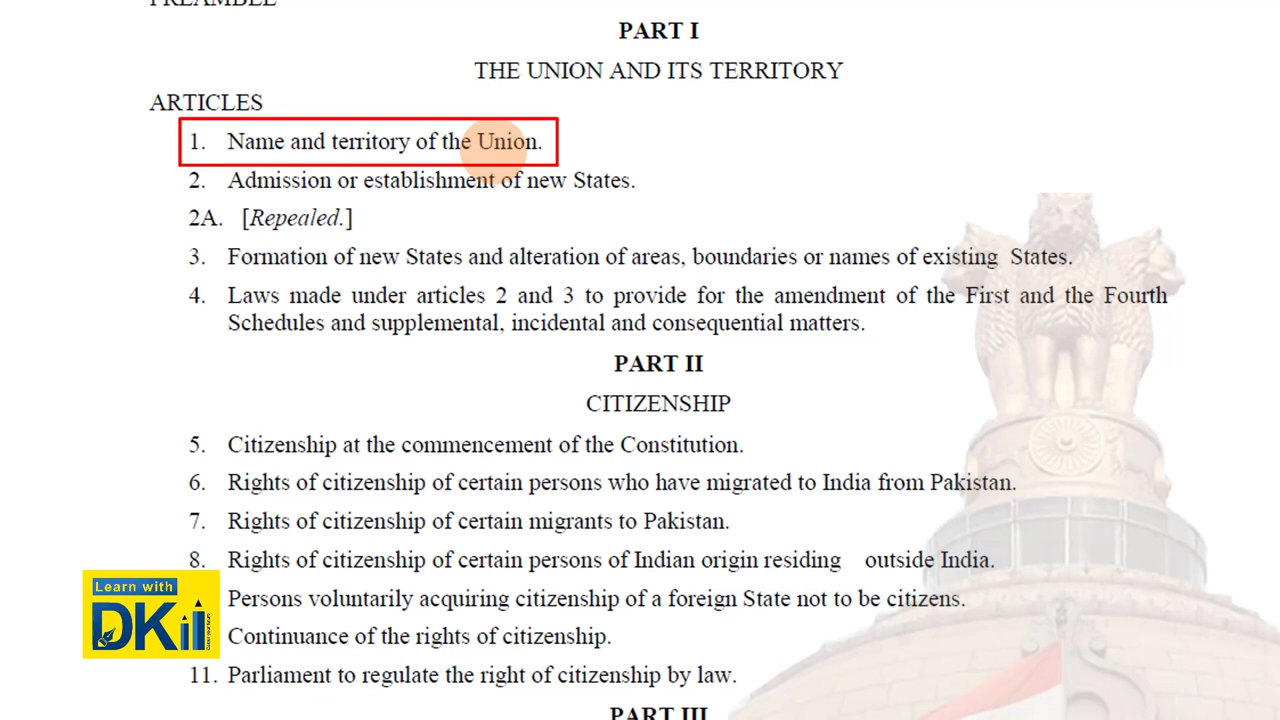 PREAMBLE
PART I
THE UNION AND ITS TERRITORY
ARTICLES
1. Name and territory of the Union.
2. Admission or establishment of new States.
2A. [Repealed.]
3. Formation of new States and alteration of areas, boundaries or names of existing States.
4. Laws made under articles 2 and 3 to provide for the amendment of the First and the Fourth
Schedules and supplemental, incidental and consequential matters.
PART II
CITIZENSHIP
5. Citizenship at the commencement of the Constitution.
6. Rights of citizenship of certain persons who have migrated to India from Pakistan.
7. Rights of citizenship of certain migrants to Pakistan.
8. Rights of citizenship of certain persons of Indian origin residing outside India.
Persons voluntarily acquiring citizenship of a foreign State not to be citizens.
Continuance of the rights of citizenship.
11. Parliament to regulate the right of citizenship by law.
PART III
Learn with
DK